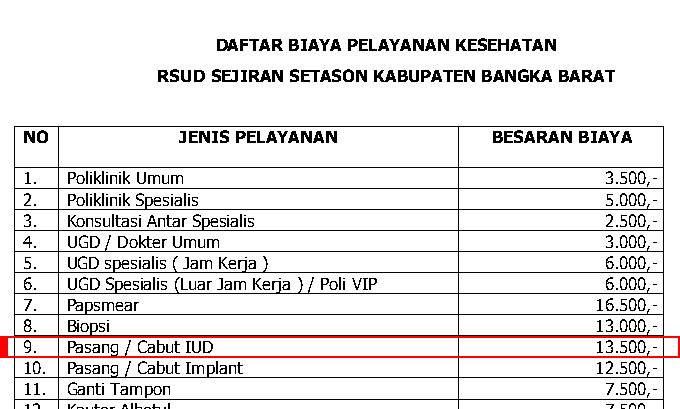 DAFTAR BIAYA PELAYANAN KESEHATAN
RSUD SEJIRAN SETASON KABUPATEN BANGKA BARAT
NO JENIS PELAYANAN BESARAN BIAYA
1. Poliklinik Umum 3.500,-
2. Poliklinik Spesialis 5.000,-
3. Konsultasi Antar Spesialis 2.500,-
4. UGD / Dokter Umum 3.000,-
5. UGD spesialis ( Jam Kerja ) 6.000,-
6. UGD Spesialis (Luar Jam Kerja ) / Poli VIP 6.000,-
7. Papsmear 16.500,-
8. Biopsi 13.000,-
9. Pasang / Cabut IUD 13.500,-
10. Pasang / Cabut Implant 12.500,-
11. Ganti Tampon 7.500,-